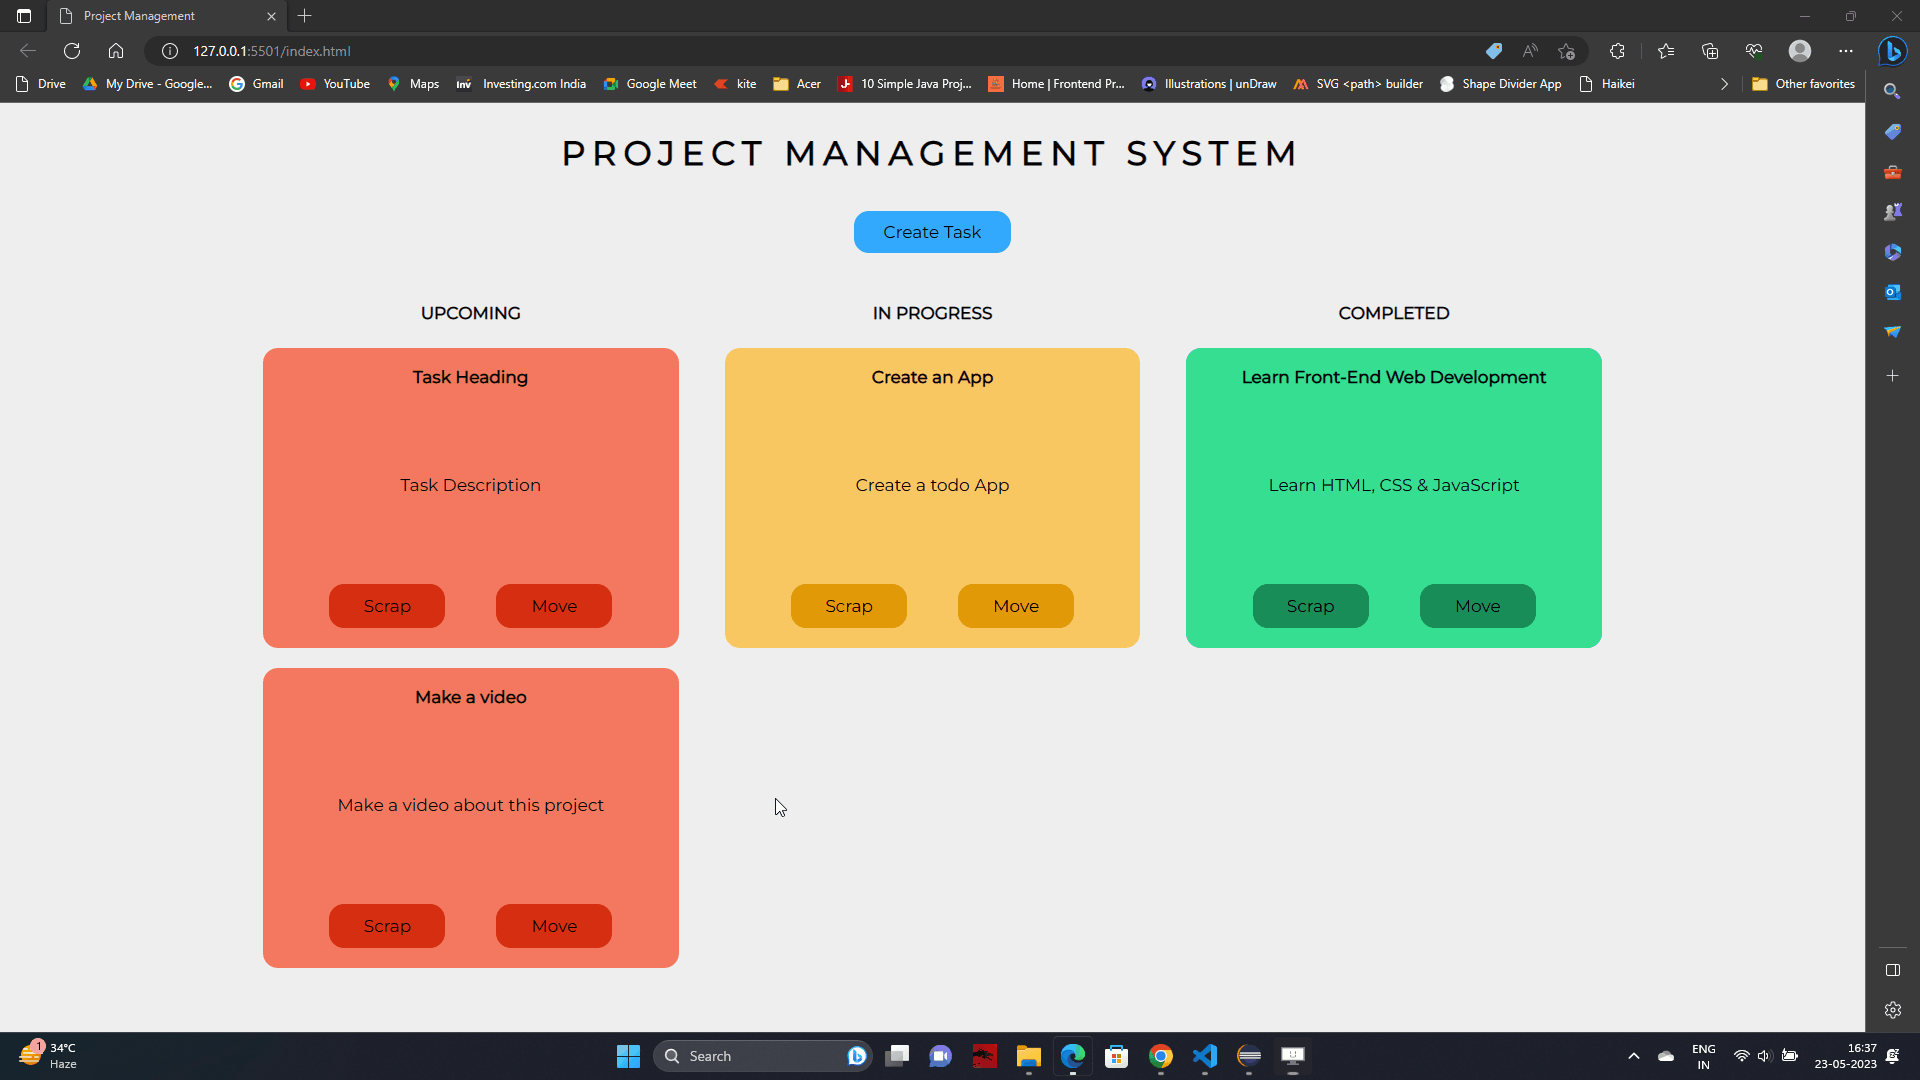 Project Management
127.0.0.1:5501/index.html
Drive My Drive - Google... Gmail YouTube Maps Inv Investing.com India Google Meet kite Acer 10 Simple Java Proj... Home | Frontend Pr... Illustrations | unDraw SVG <path> builder Shape Divider App Haikei Other favorites
PROJECT MANAGEMENT SYSTEM
Create Task
UPCOMING IN PROGRESS COMPLETED
Task Heading Create an App Learn Front-End Web Development
Task Description Create a todo App Learn HTML, CSS & JavaScript
Scrap Move Scrap Move Scrap Move
Make a video
Make a video about this project
Scrap Move
1 34°C
Haze
Search
ENG
IN
16:37
23-05-2023